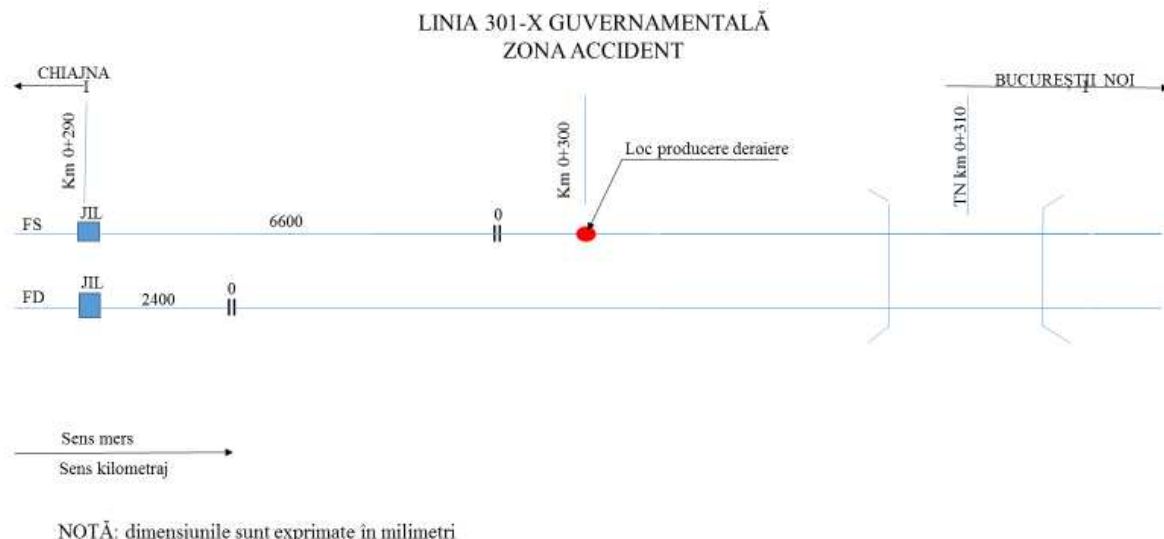 LINIA 301-X GUVERNAMENTALĂ
ZONA ACCIDENT
CHIAJNA
BUCUREȘTII NOI
Km 0+290
Km 0+300
TN km 0+310
Loc producere deraiere
FS
JIL
6600
0
FD
JIL
2400
0
Sens mers
Sens kilometraj
NOTĂ: dimensiunile sunt exprimate în milimetri